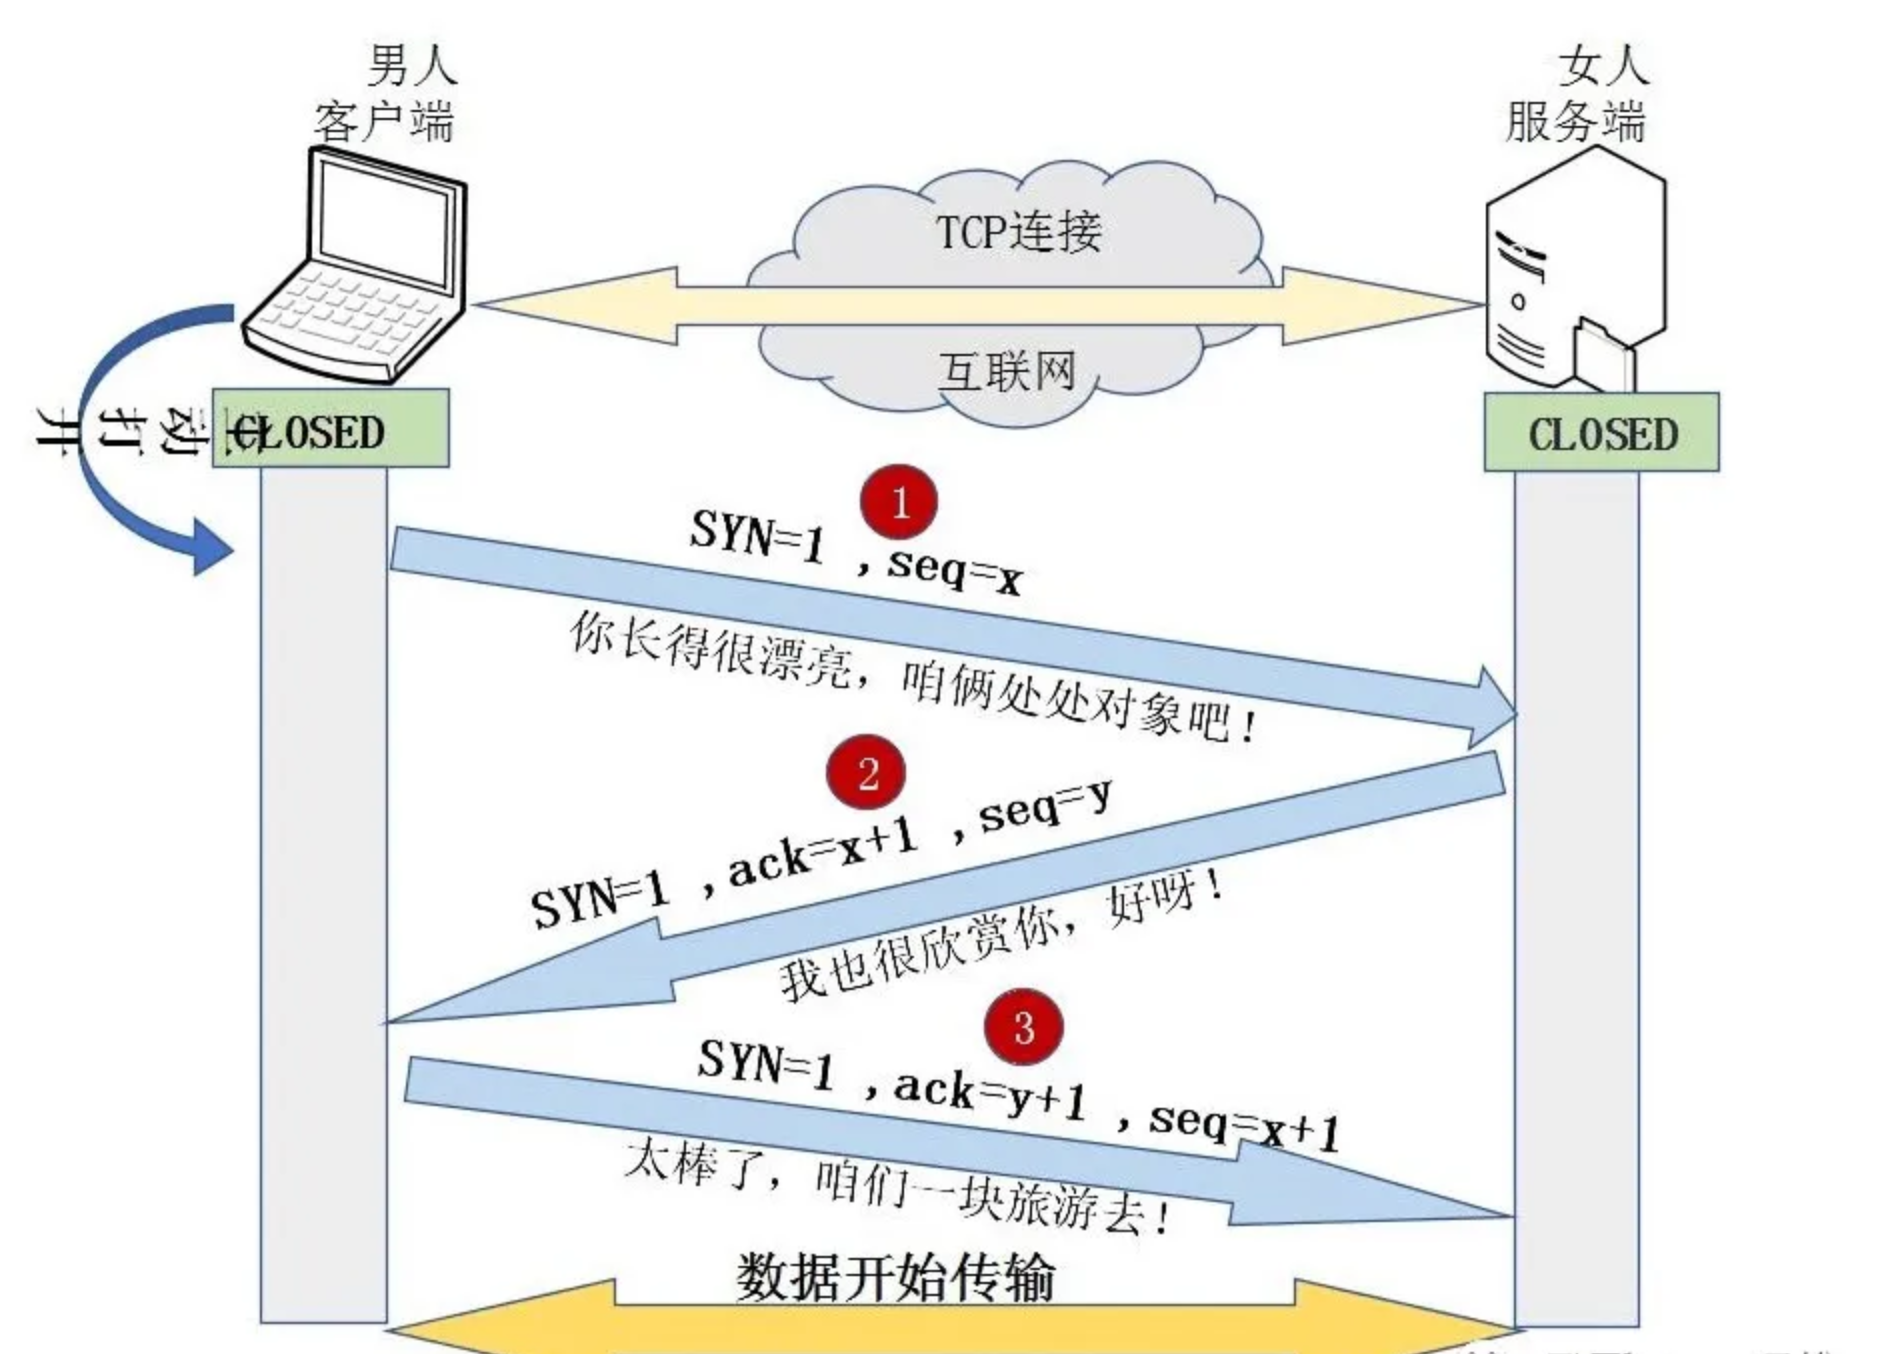 男人
客户端
女人
服务端
TCP连接
互联网
主动打开
CLOSED
CLOSED
1
SYN=1 ,seq=x
你长得很漂亮，咱俩处处对象吧！
2
SYN=1 ,ack=x+1 ,seq=y
我也很欣赏你，好呀！
3
SYN=1 ,ack=y+1 ,seq=x+1
太棒了，咱们一块旅游去！
数据开始传输